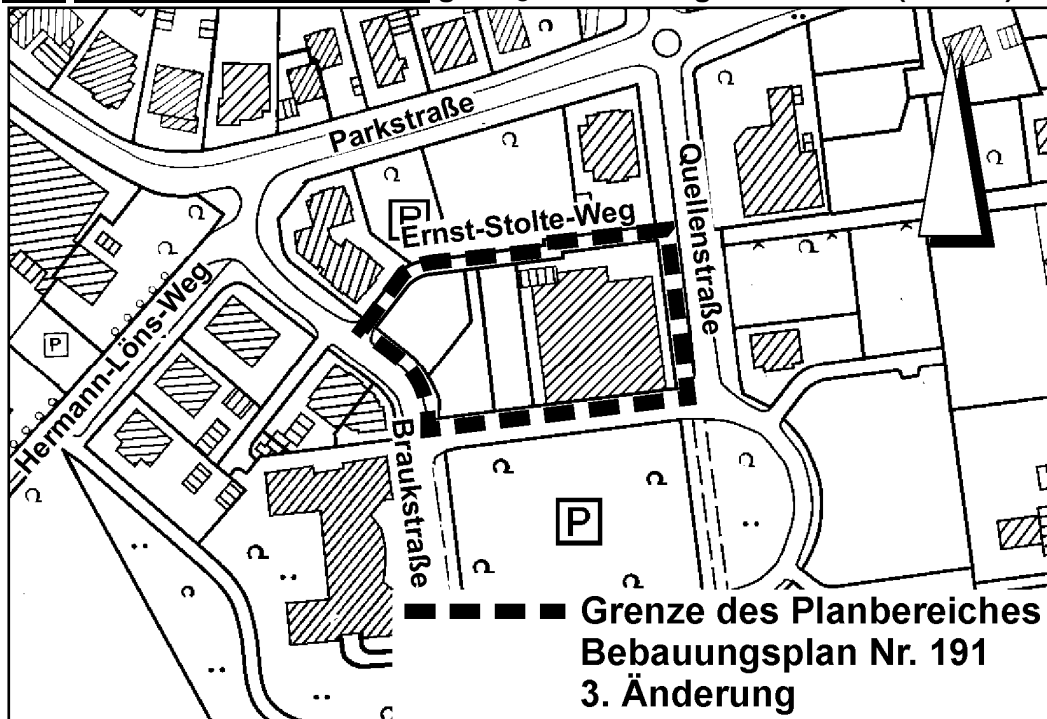 Parkstraße
Quellenstraße
P
Ernst-Stolte-Weg
P
Hermann-Löns-Weg
Braukstraße
P
Grenze des Planbereiches
Bebauungsplan Nr. 191
3. Änderung